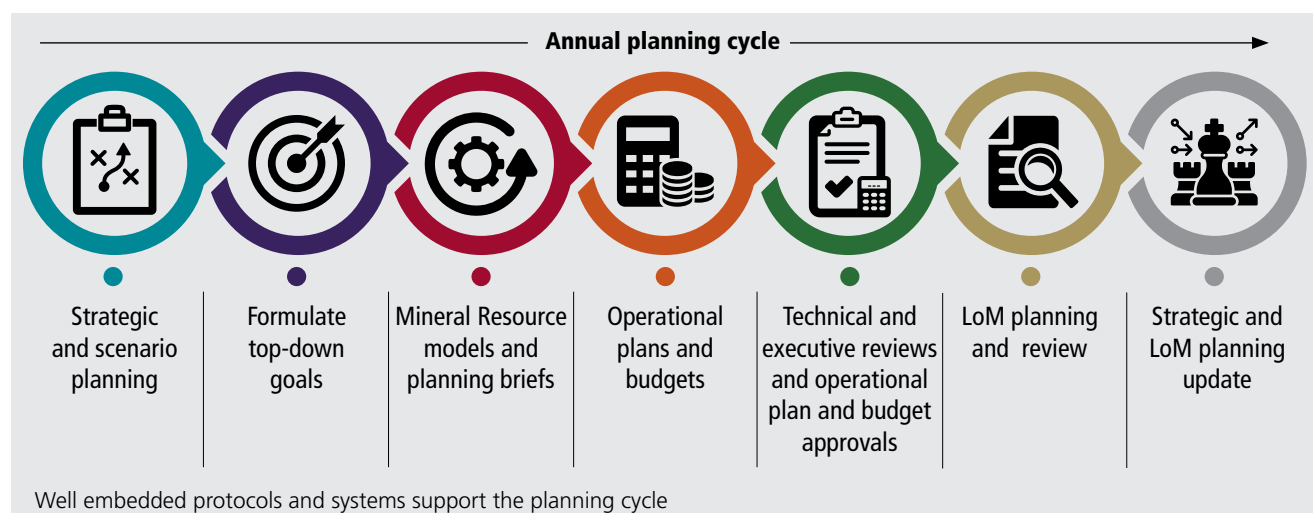 Annual planning cycle
Strategic
and scenario
planning
Formulate
top-down
goals
Mineral Resource
models and
planning briefs
Operational
plans and
budgets
Technical and
executive reviews
and operational
plan and budget
approvals
LoM planning
and review
Strategic and
LoM planning
update
Well embedded protocols and systems support the planning cycle